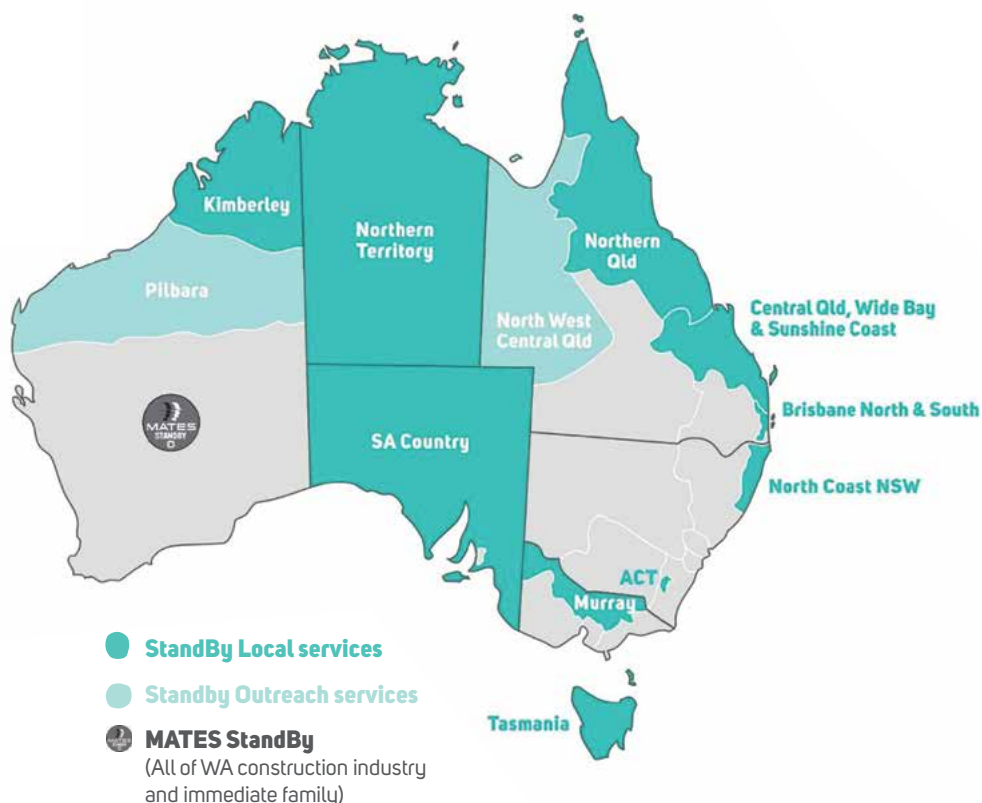 Kimberley
Northern
Territory
Northern
Qld
Pilbara
North West
Central Qld
Central Qld, Wide Bay
& Sunshine Coast
MATES
STANDBY
Brisbane North & South
SA Country
North Coast NSW
ACT
Murray
StandBy Local services
Standby Outreach services
Tasmania
MATES StandBy
(All of WA construction industry
and immediate family)